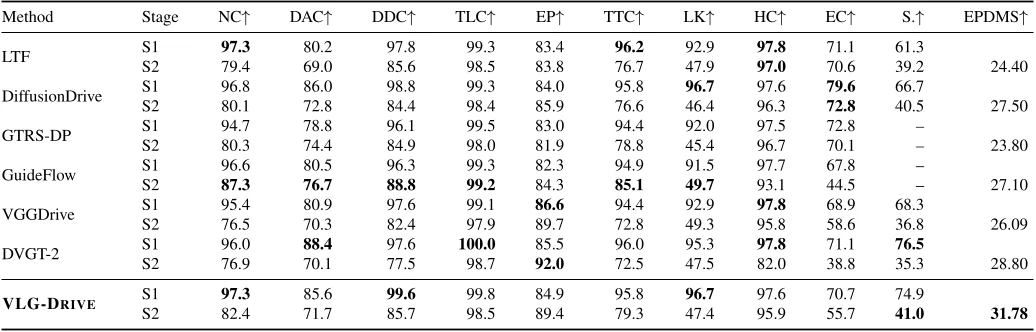 Method Stage NC↑ DAC↑ DDC↑ TLC↑ EP↑ TTC↑ LK↑ HC↑ EC↑ S.↑ EPDMS↑
LTF S1 97.3 80.2 97.8 99.3 83.4 96.2 92.9 97.8 71.1 61.3
S2 79.4 69.0 85.6 98.5 83.8 76.7 47.9 97.0 70.6 39.2 24.40
DiffusionDrive S1 96.8 86.0 98.8 99.3 84.0 95.8 96.7 97.6 79.6 66.7
S2 80.1 72.8 84.4 98.4 85.9 76.6 46.4 96.3 72.8 40.5 27.50
GTRS-DP S1 94.7 78.8 96.1 99.5 83.0 94.4 92.0 97.5 72.8 –
S2 80.3 74.4 84.9 98.0 81.9 78.8 45.4 96.7 70.1 – 23.80
GuideFlow S1 96.6 80.5 96.3 99.3 82.3 94.9 91.5 97.7 67.8 –
S2 87.3 76.7 88.8 99.2 84.3 85.1 49.7 93.1 44.5 – 27.10
VGGDrive S1 95.4 80.9 97.6 99.1 86.6 94.4 92.9 97.8 68.9 68.3
S2 76.5 70.3 82.4 97.9 89.7 72.8 49.3 95.8 58.6 36.8 26.09
DVGT-2 S1 96.0 88.4 97.6 100.0 85.5 96.0 95.3 97.8 71.1 76.5
S2 76.9 70.1 77.5 98.7 92.0 72.5 47.5 82.0 38.8 35.3 28.80
VLG-DRIVE S1 97.3 85.6 99.6 99.8 84.9 95.8 96.7 97.6 70.7 74.9
S2 82.4 71.7 85.7 98.5 89.4 79.3 47.4 95.9 55.7 41.0 31.78